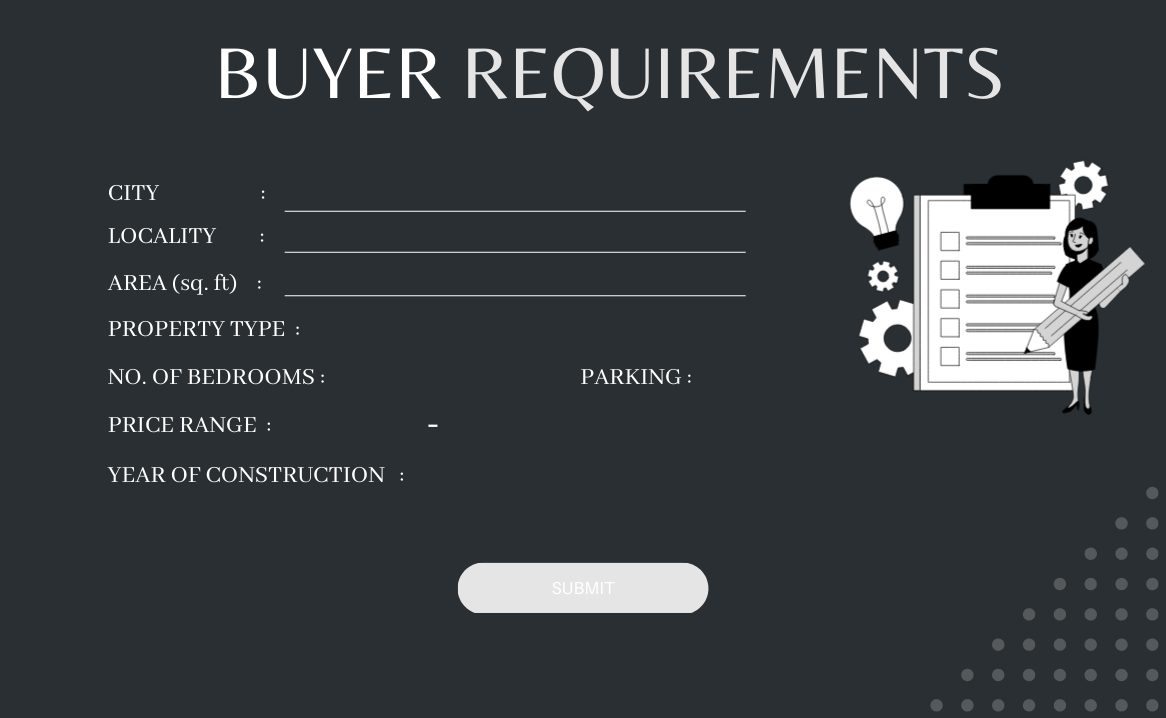 BUYER REQUIREMENTS
CITY :
LOCALITY :
AREA (sq. ft) :
PROPERTY TYPE :
NO. OF BEDROOMS : PARKING :
PRICE RANGE : -
YEAR OF CONSTRUCTION :
SUBMIT